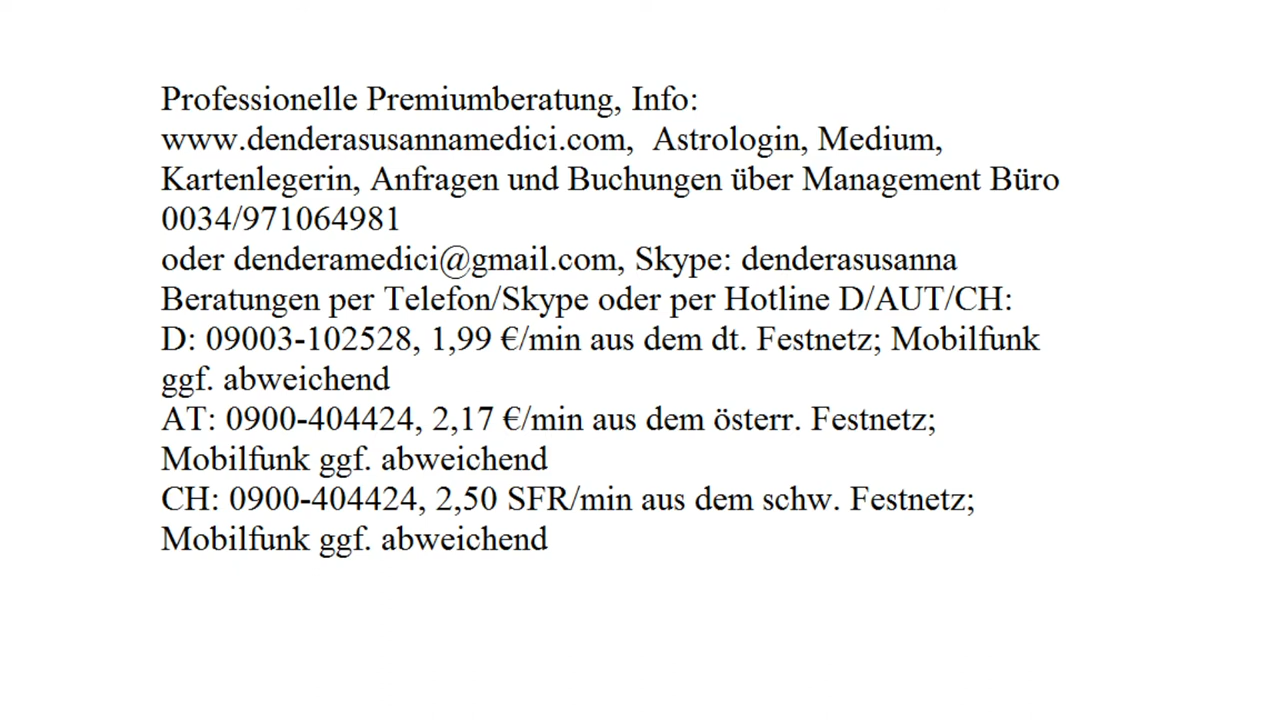 Professionelle Premiumberatung, Info:
www.denderasusannamedici.com,  Astrologin, Medium,
Kartenlegerin, Anfragen und Buchungen über Management Büro
0034/971064981
oder denderamedici@gmail.com, Skype: denderasusanna
Beratungen per Telefon/Skype oder per Hotline D/AUT/CH:
D: 09003-102528, 1,99 €/min aus dem dt. Festnetz; Mobilfunk
ggf. abweichend
AT: 0900-404424, 2,17 €/min aus dem österr. Festnetz;
Mobilfunk ggf. abweichend
CH: 0900-404424, 2,50 SFR/min aus dem schw. Festnetz;
Mobilfunk ggf. abweichend